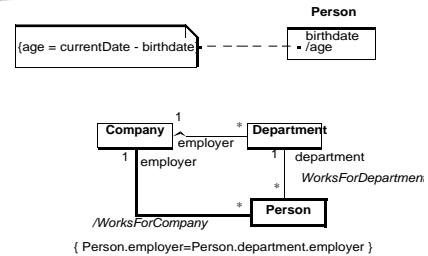 Person
{age = currentDate - birthdate
birthdate
/age
1
*
Company
Department
employer
1
employer
1
department
WorksForDepartment
*
*
Person
/WorksForCompany
{ Person.employer=Person.department.employer }